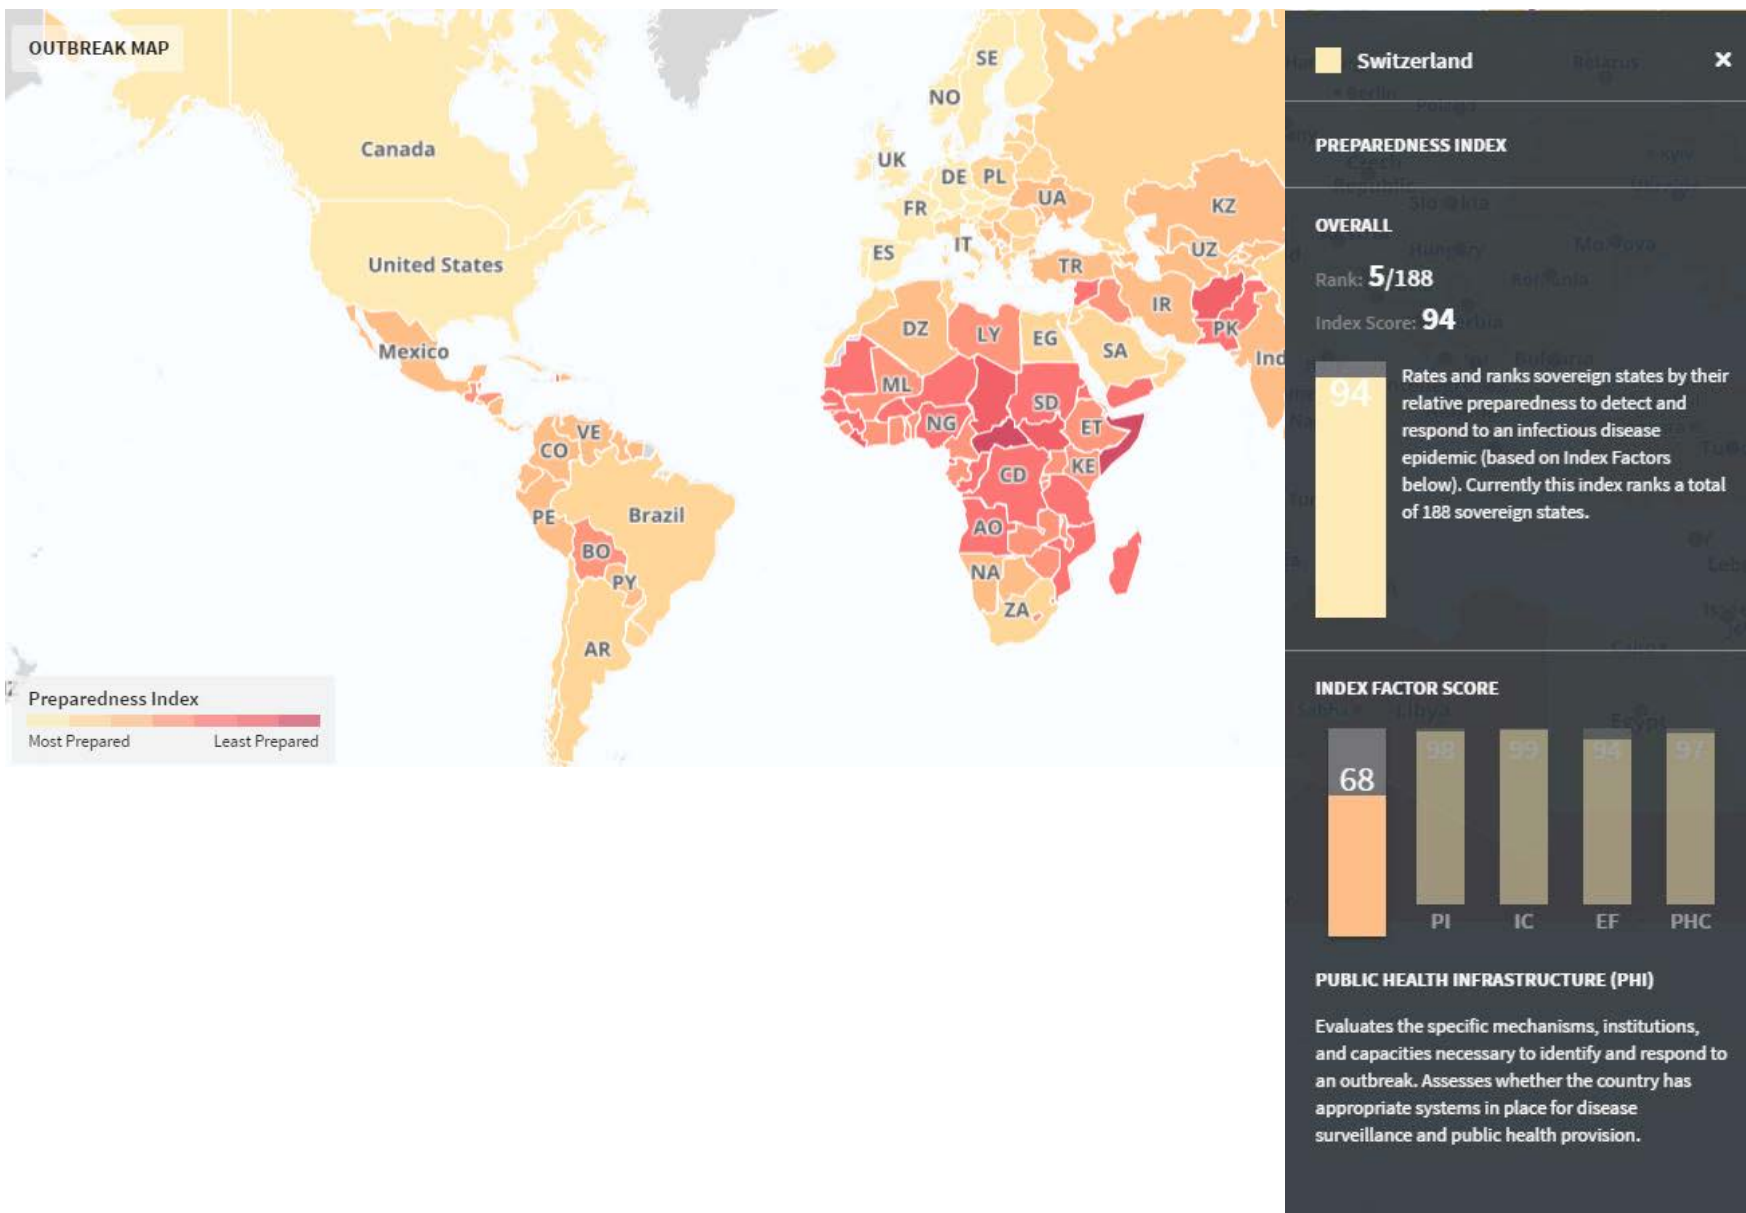 OUTBREAK MAP
SE
NO
Canada
UK
DE
PL
FR
UA
KZ
ES
IT
UZ
United States
TR
IR
DZ
LY
EG
PK
Mexico
SA
Ind
ML
SD
VE
NG
ET
CO
KE
CD
PE
Brazil
AO
BO
NA
PY
ZA
AR
Preparedness Index
Most Prepared
Least Prepared
Switzerland
×
PREPAREDNESS INDEX
OVERALL
Rank: 5/188
Index Score: 94
94
Rates and ranks sovereign states by their
relative preparedness to detect and
respond to an infectious disease
epidemic (based on Index Factors
below). Currently this index ranks a total
of 188 sovereign states.
INDEX FACTOR SCORE
68
98
99
94
97
PI
IC
EF
PHC
PUBLIC HEALTH INFRASTRUCTURE (PHI)
Evaluates the specific mechanisms, institutions,
and capacities necessary to identify and respond to
an outbreak. Assesses whether the country has
appropriate systems in place for disease
surveillance and public health provision.